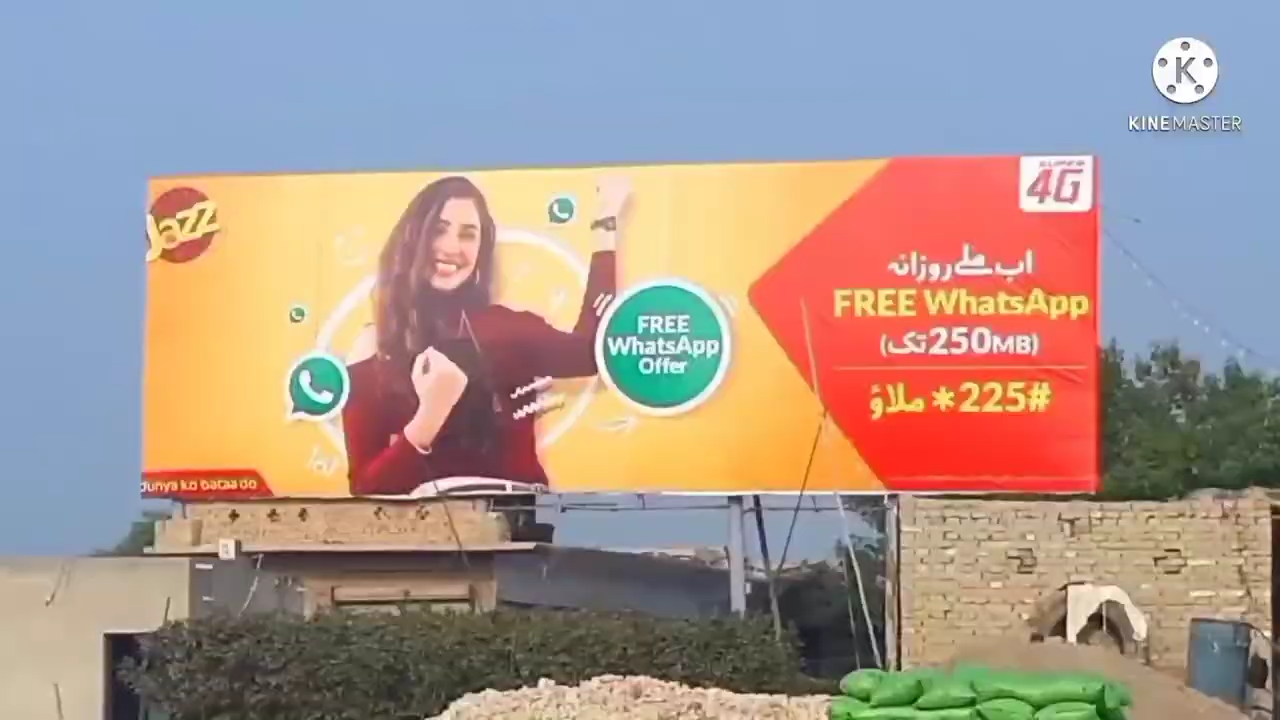 KINEMASTER
Jazz
SUPER
4G
FREE
WhatsApp
Offer
اب ملے روزانہ
FREE WhatsApp
(250MB تک)
*225# ملاؤ
dunya ko bataa do